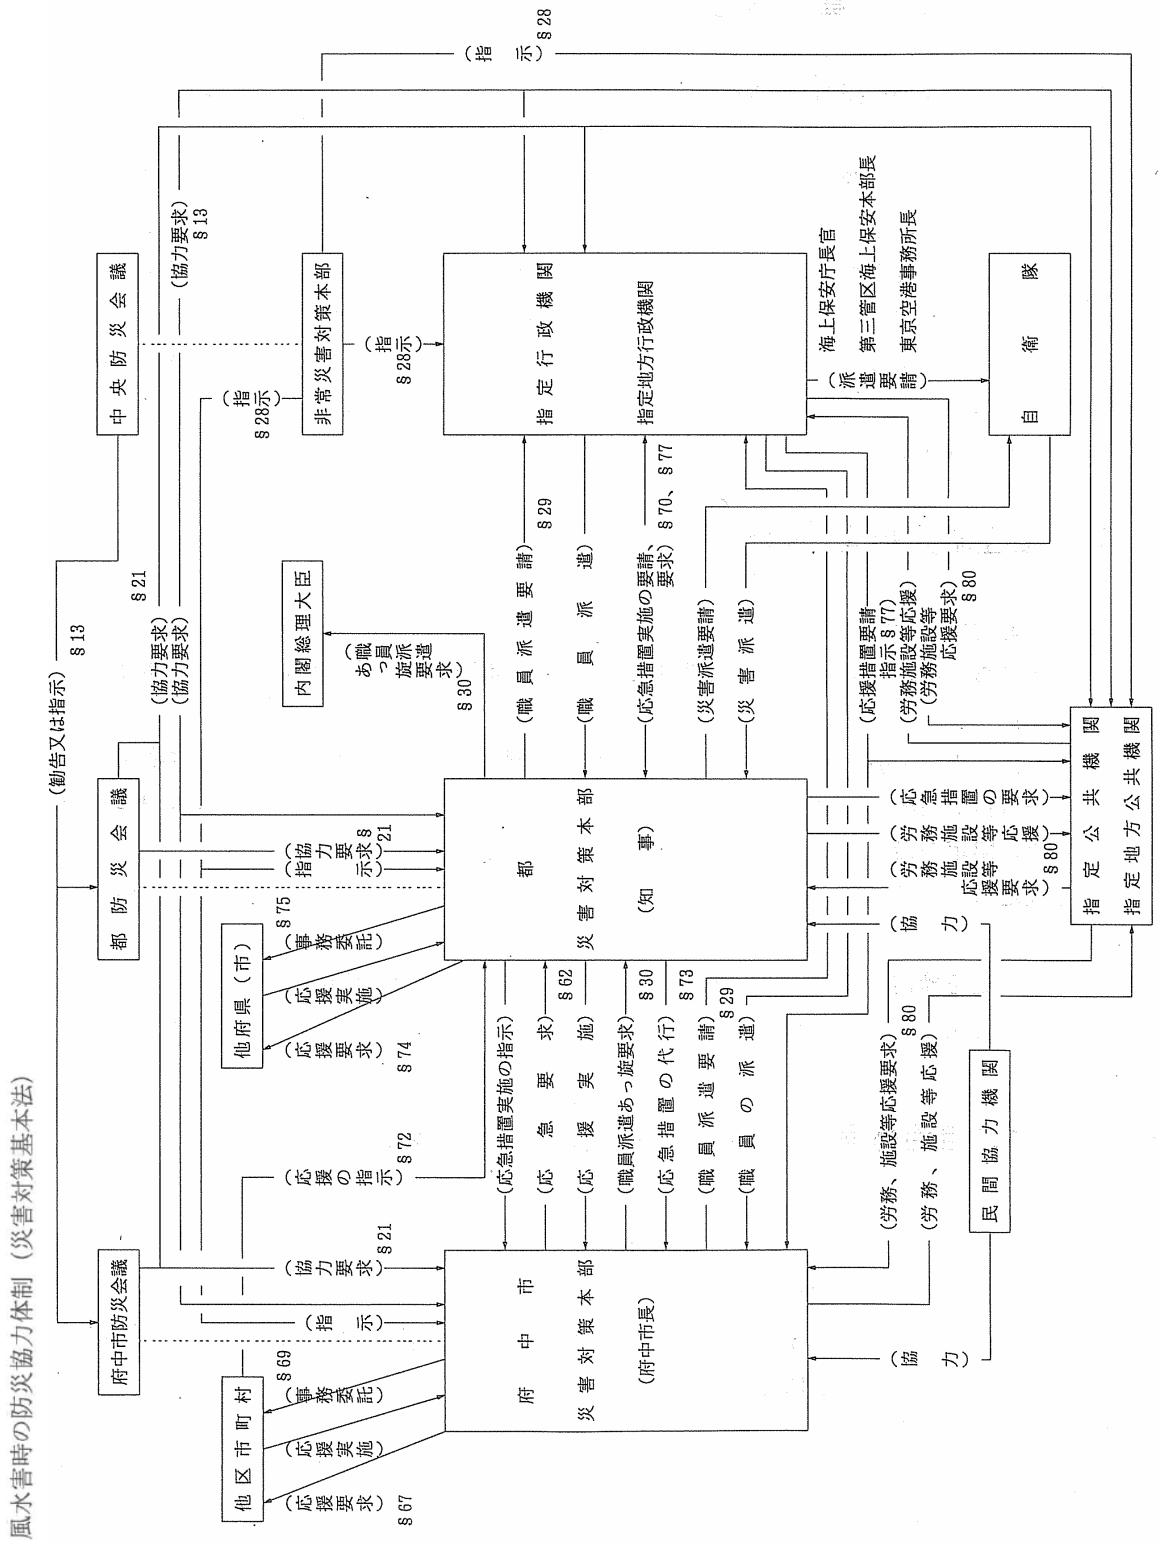 風水害時の防災協力体制（災害対策基本法）
（勧告又は指示）
§13
§21
（協力要求）
（協力要求）
（協力要求）
§13
（指示）
§28
府中市防災会議
都防災会議
中央防災会議
他区市町村
他府県（市）
内閣総理大臣
非常災害対策本部
§69
（事務委託）
（応援実施）
（応援要求）
§67
（指示）
（協力要求）
§21
（応援の指示）
§72
§75
（事務委託）
（応援実施）
（応援要求）
§74
（指示）
（協力要求）
§21
（あっ旋要求
職員派遣）
§30
（指示）
§28
（指示）
§28
府中市
災害対策本部
（府中市長）
（応急措置実施の指示）
（応急要求）
§62
（応援実施）
（職員派遣あっ旋要求）
§30
（応急措置の代行）
§73
（職員派遣要請）
§29
（職員の派遣）
都
災害対策本部
（知事）
（職員派遣要請）
§29
（職員派遣）
（応急措置実施の要請、
要求）
§70、§77
（災害派遣要請）
（災害派遣）
指定行政機関
指定地方行政機関
海上保安庁長官
第三管区海上保安本部長
東京空港事務所長
（派遣要請）
自衛隊
（応援措置要請
指示§77）
（労務施設等応援）
（労務施設等
応援要求）
§80
（応急措置の要求）
（労務施設等応援）
（労務施設等
応援要求）
§80
（協力）
（労務、施設等応援要求）
§80
（労務、施設等応援）
（協力）
民間協力機関
指定公共機関
指定地方公共機関